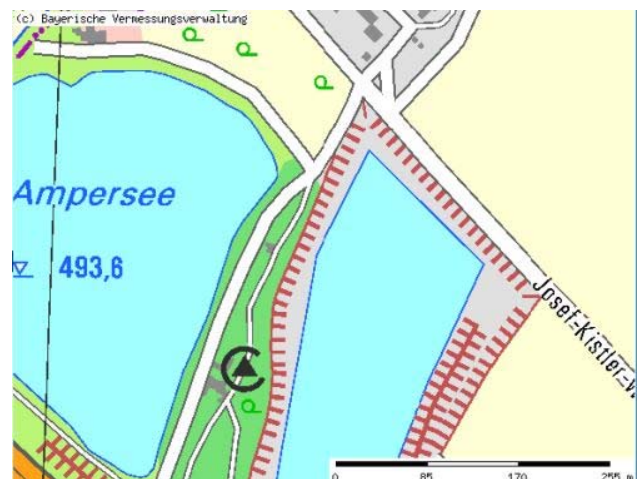 (c) Bayerische Vermessungsverwaltung
Ampersee
493,6
Josef-Kistler-W
0 85 170 255 m